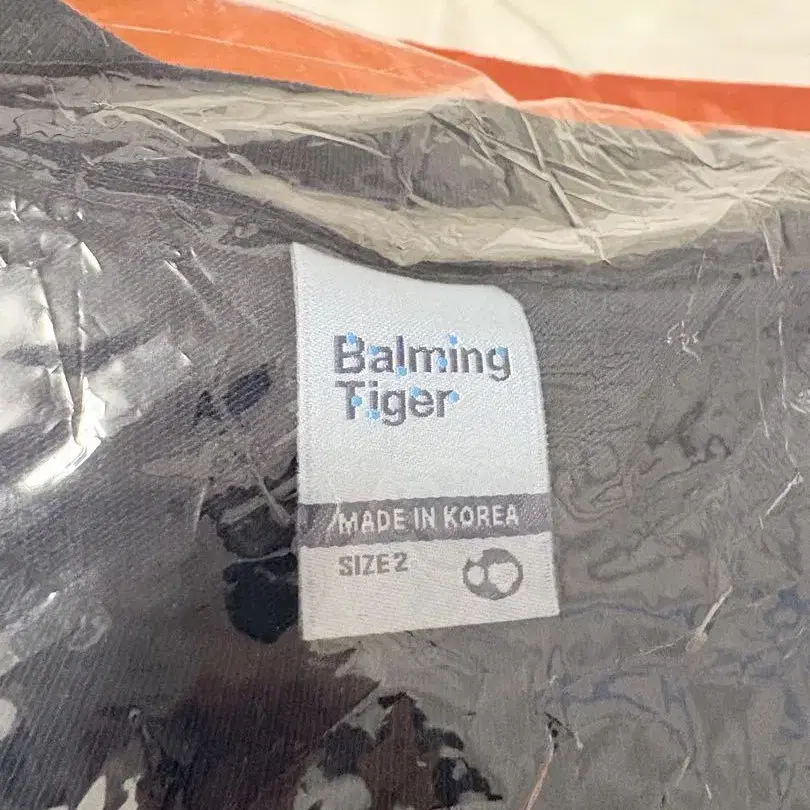 Balming
Tiger
MADE IN KOREA
SIZE 2